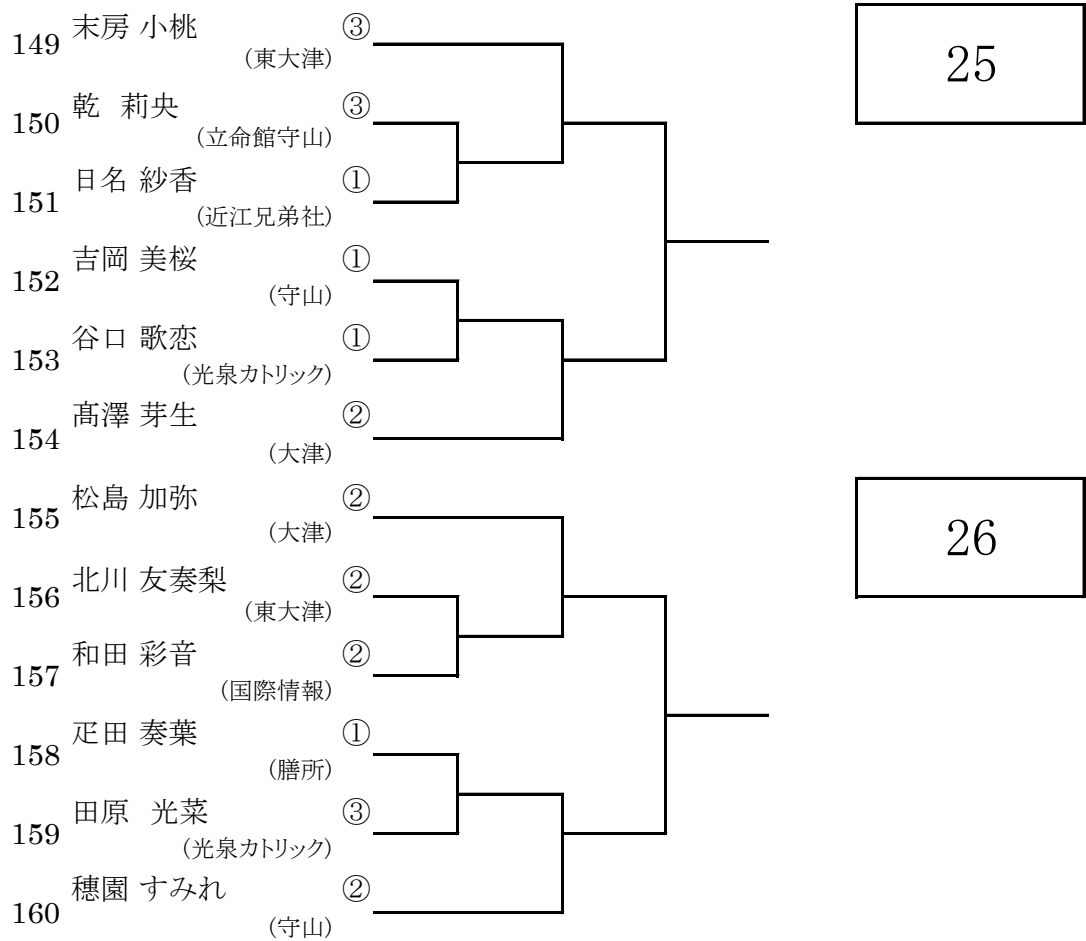 149 末房 小桃 ③
(東大津)
25
150 乾 莉央 ③
(立命館守山)
151 日名 紗香 ①
(近江兄弟社)
152 吉岡 美桜 ①
(守山)
153 谷口 歌恋 ①
(光泉カトリック)
154 髙澤 芽生 ②
(大津)
155 松島 加弥 ②
(大津)
26
156 北川 友奏梨 ②
(東大津)
157 和田 彩音 ②
(国際情報)
158 疋田 奏葉 ①
(膳所)
159 田原 光菜 ③
(光泉カトリック)
160 穗園 すみれ ②
(守山)